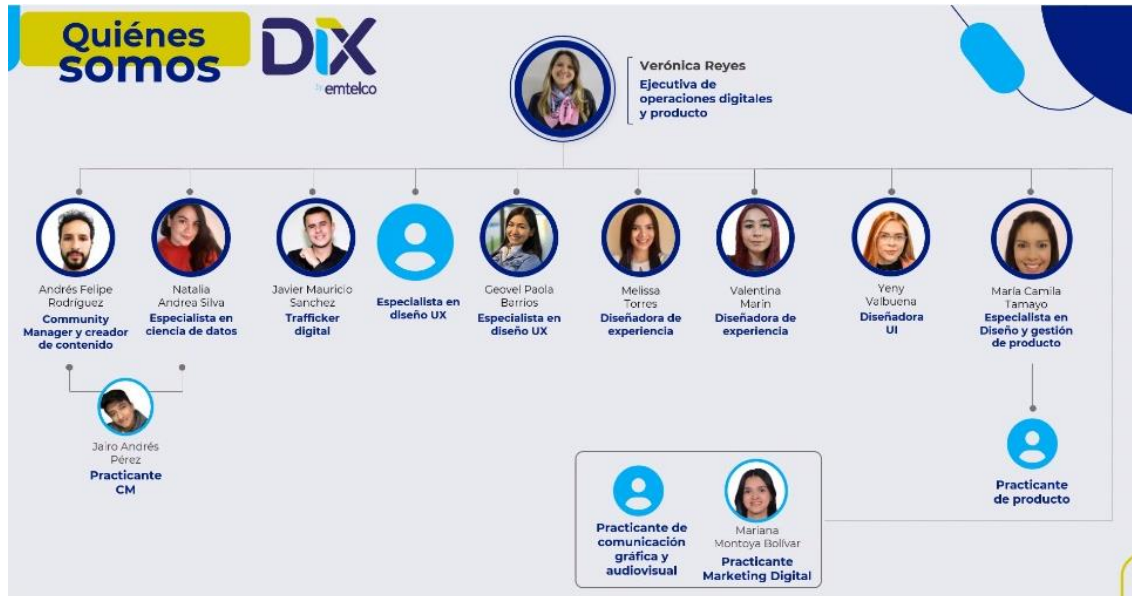 Quiénes
somos
DIX
emtelco
Verónica Reyes
Ejecutiva de
operaciones digitales
y producto
Andrés Felipe
Rodríguez
Community
Manager y creador
de contenido
Natalia
Andrea Silva
Especialista en
ciencia de datos
Javier Mauricio
Sanchez
Trafficker
digital
Especialista en
diseño UX
Geovel Paola
Barrios
Especialista en
diseño UX
Melissa
Torres
Diseñadora de
experiencia
Valentina
Marin
Diseñadora de
experiencia
Yeny
Valbuena
Diseñadora
UI
María Camila
Tamayo
Especialista en
Diseño y gestión
de producto
Jairo Andrés
Pérez
Practicante
CM
Practicante de
comunicación
gráfica y
audiovisual
Mariana
Montoya Bolívar
Practicante
Marketing Digital
Practicante
de producto